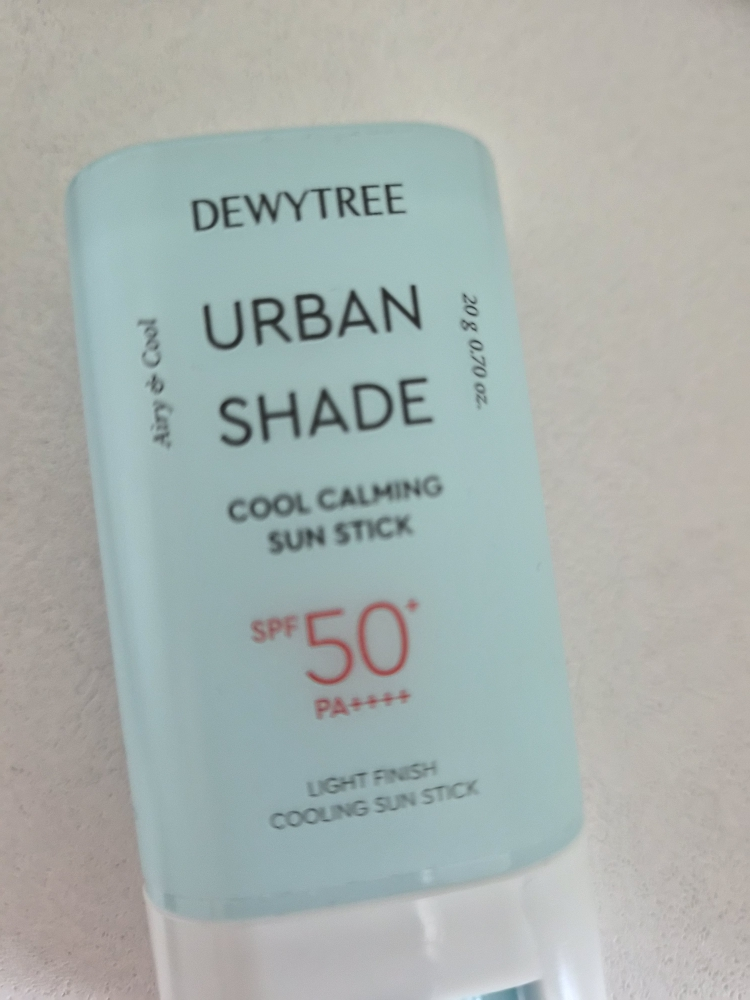 DEWYTREE
URBAN
SHADE
Airy & Cool
20 g 0.70 oz.
COOL CALMING
SUN STICK
SPF 50+
PA++++
LIGHT FINISH
COOLING SUN STICK